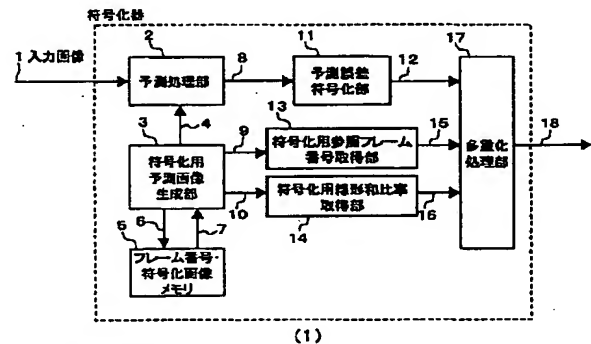 符号化器
1 入力画像
2
予測処理部
8
11
予測誤差
符号化部
12
17
多重化
処理部
18
4
3
符号化用
予測画像
生成部
9
13
符号化用参照フレーム
番号取得部
15
10
符号化用線形和比率
取得部
14
16
6
7
5
フレーム番号・
符号化画像
メモリ
(1)